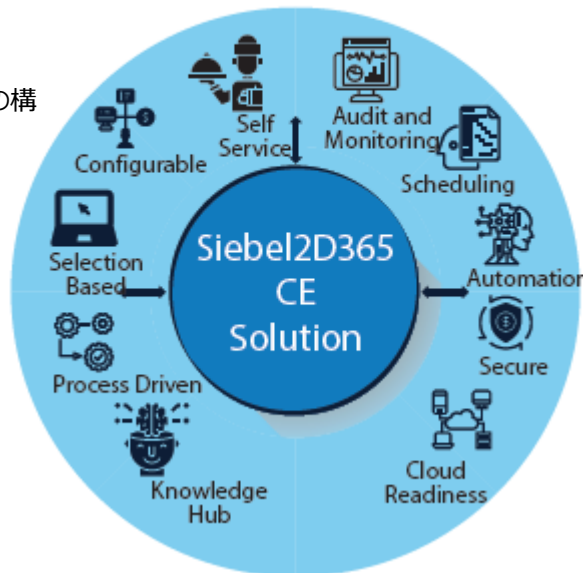 の構
Self
Service
Audit and
Monitoring
Configurable
Scheduling
Selection
Based
Siebel2D365
CE
Solution
Automation
Process Driven
Secure
Knowledge
Hub
Cloud
Readiness